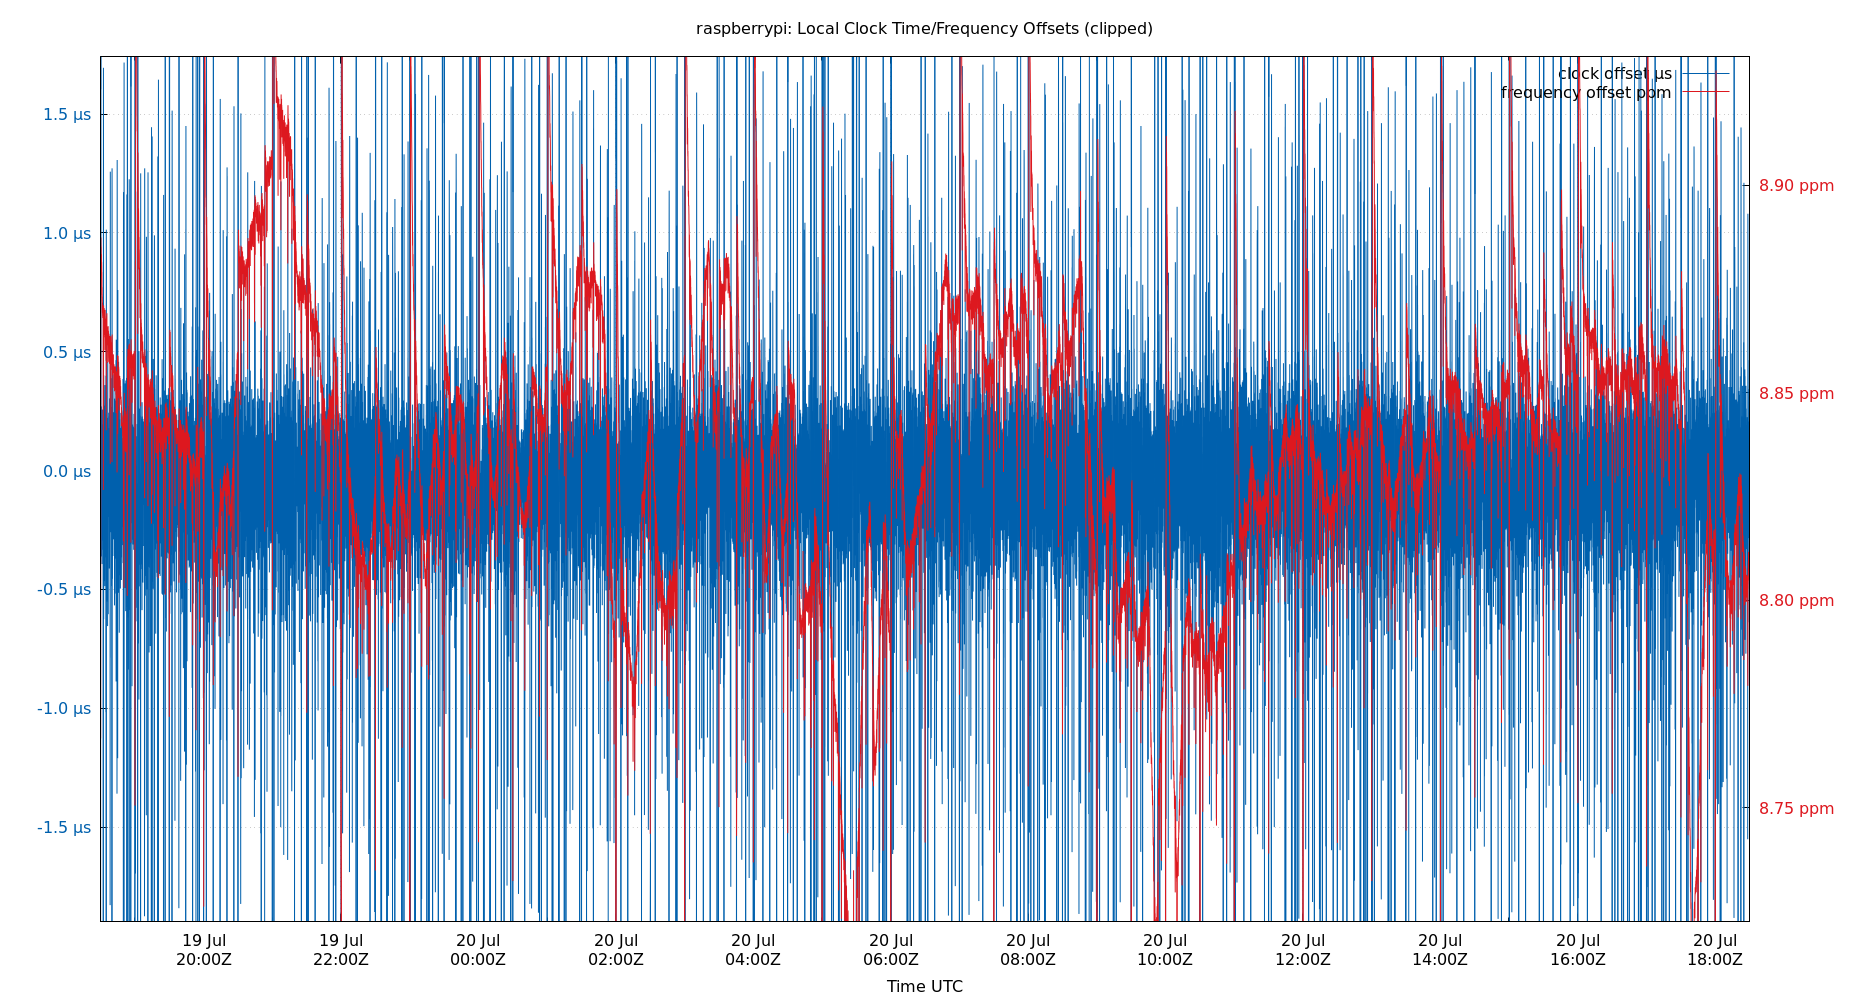 raspberrypi: Local Clock Time/Frequency Offsets (clipped)
clock offset µs
frequency offset ppm
1.5 µs
1.0 µs
0.5 µs
0.0 µs
-0.5 µs
-1.0 µs
-1.5 µs
8.90 ppm
8.85 ppm
8.80 ppm
8.75 ppm
19 Jul 19 Jul 20 Jul 20 Jul 20 Jul 20 Jul 20 Jul 20 Jul 20 Jul 20 Jul 20 Jul 20 Jul
20:00Z 22:00Z 00:00Z 02:00Z 04:00Z 06:00Z 08:00Z 10:00Z 12:00Z 14:00Z 16:00Z 18:00Z
Time UTC